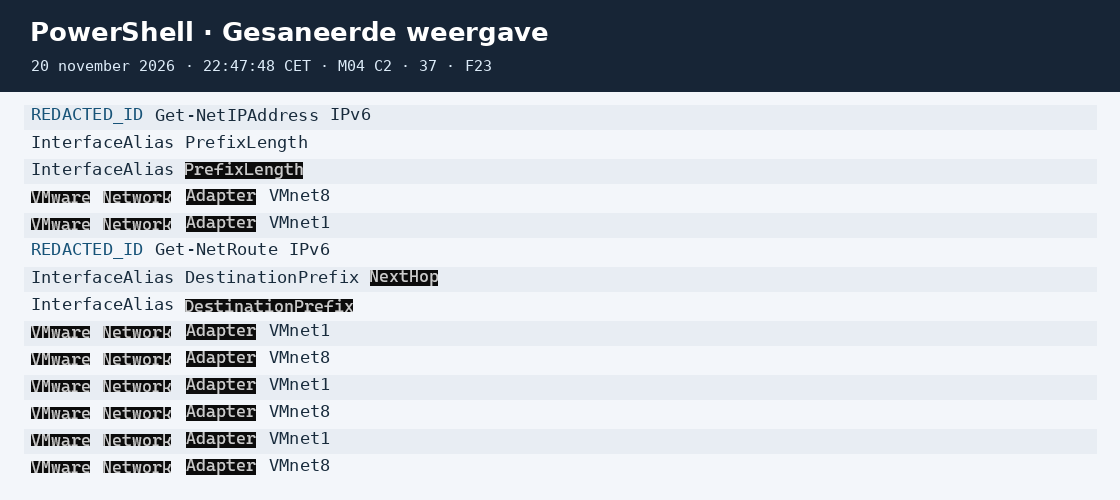 PowerShell · Gesaneerde weergave
20 november 2026 · 22:47:48 CET · M04 C2 · 37 · F23
REDACTED_ID Get-NetIPAddress IPv6
InterfaceAlias PrefixLength
InterfaceAlias PrefixLength
VMware Network Adapter VMnet8
VMware Network Adapter VMnet1
REDACTED_ID Get-NetRoute IPv6
InterfaceAlias DestinationPrefix NextHop
InterfaceAlias DestinationPrefix
VMware Network Adapter VMnet1
VMware Network Adapter VMnet8
VMware Network Adapter VMnet1
VMware Network Adapter VMnet8
VMware Network Adapter VMnet1
VMware Network Adapter VMnet8